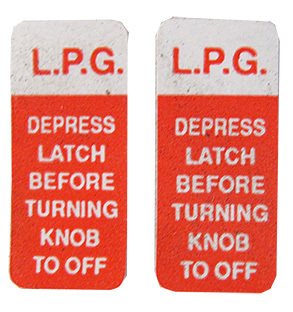 L.P.G.
DEPRESS
LATCH
BEFORE
TURNING
KNOB
TO OFF
L.P.G.
DEPRESS
LATCH
BEFORE
TURNING
KNOB
TO OFF